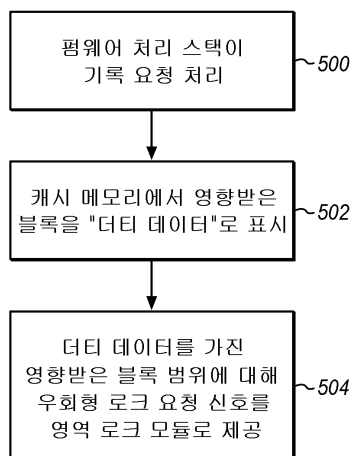 펌웨어 처리 스택이
기록 요청 처리
500
캐시 메모리에서 영향받은
블록을 "더티 데이터"로 표시
502
더티 데이터를 가진
영향받은 블록 범위에 대해
우회형 로크 요청 신호를
영역 로크 모듈로 제공
504